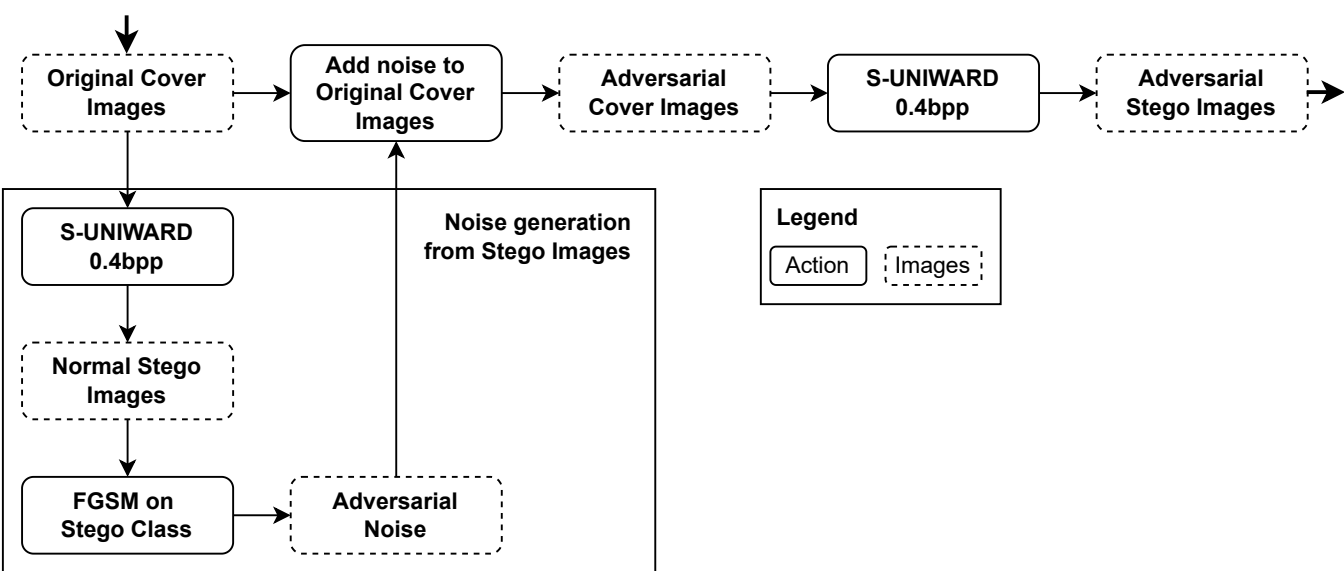 Original Cover
Images
Add noise to
Original Cover
Images
Adversarial
Cover Images
S-UNIWARD
0.4bpp
Adversarial
Stego Images
S-UNIWARD
0.4bpp
Noise generation
from Stego Images
Legend
Action
Images
Normal Stego
Images
FGSM on
Stego Class
Adversarial
Noise